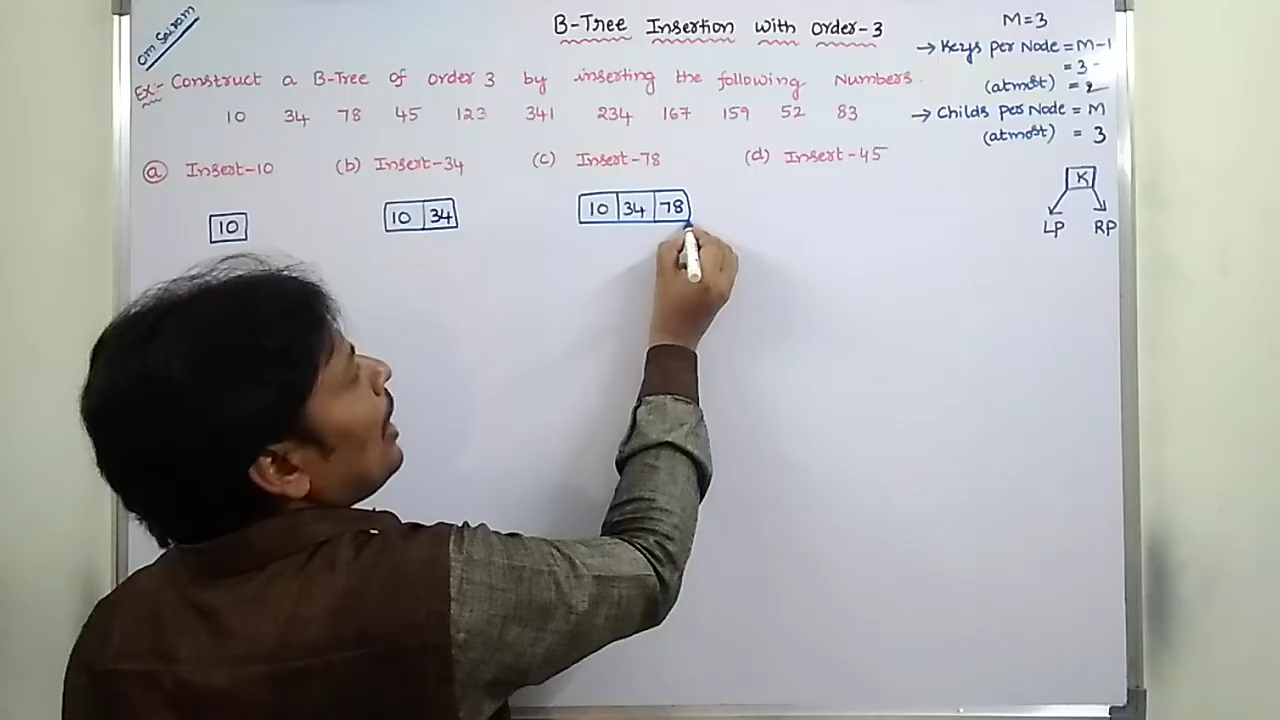 Om Sairam
B-Tree Insertion with order-3
M=3
→ Keys per Node = M-1
= 3-
(atmost) = 2
Ex:- Construct a B-Tree of order 3 by inserting the following Numbers.
10 34 78 45 123 341 234 167 159 52 83
→ Childs per Node = M
(atmost) = 3
(a) Insert-10 (b) Insert-34 (c) Insert-78 (d) Insert-45
10
10 34
10 34 78
K
LP RP